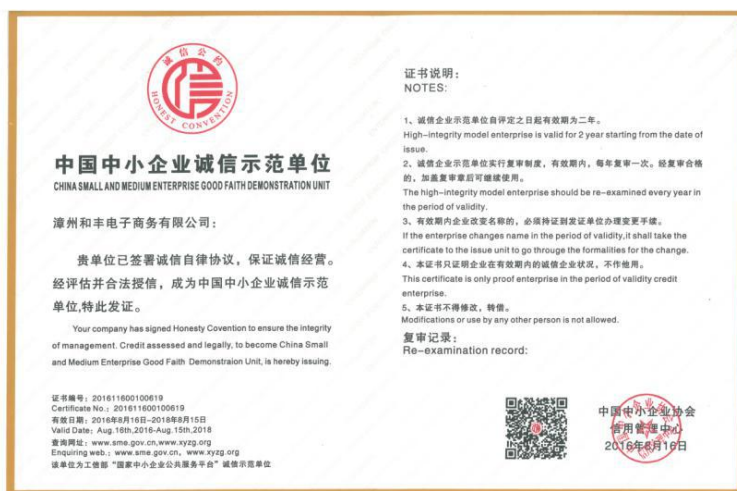 诚信公约
HONEST CONVENTION
中国中小企业诚信示范单位
CHINA SMALL AND MEDIUM ENTERPRISE GOOD FAITH DEMONSTRATION UNIT
漳州和丰电子商务有限公司：
贵单位已签署诚信自律协议，保证诚信经营。
经评估并合法授信，成为中国中小企业诚信示范
单位,特此发证。
Your company has signed Honesty Covention to ensure the integrity
of management. Credit assessed and legally, to become China Small
and Medium Enterprise Good Faith Demonstraion Unit, is hereby issuing.
证书编号：201611600100619
Certificate No.：201611600100619
有效日期：2016年8月16日–2018年8月15日
Valid Date：Aug.16th,2016-Aug.15th,2018
查询网址：www.sme.gov.cn,www.xyzg.org
Enquiring web.：www.sme.gov.cn，www.xyzg.org
该单位为工信部“国家中小企业公共服务平台”诚信示范单位
证书说明：
NOTES:
1、诚信企业示范单位自评定之日起有效期为二年。
High-integrity model enterprise is valid for 2 year starting from the date of
issue.
2、诚信企业示范单位实行复审制度，有效期内，每年复审一次。经复审合格
的，加盖复审章后可继续使用。
The high-integrity model enterprise should be re-examined every year in
the period of validity.
3、有效期内企业改变名称的，必须持证到发证单位办理变更手续。
If the enterprise changes name in the period of validity,it shall take the
certificate to the issue unit to go througe the formalities for the change.
4、本证书只证明企业在有效期内的诚信企业状况，不作他用。
This certificate is only proof enterprise in the period of validity credit
enterprise.
5、本证书不得修改，转借。
Modifications or use by any other person is not allowed.
复审记录：
Re-examination record:
中国中小企业协会
信用管理中心
2016年8月16日